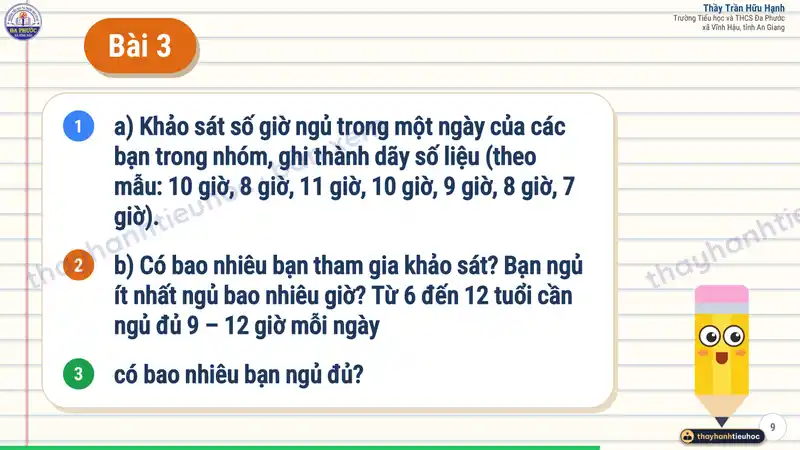 Thầy Trần Hữu Hạnh
Trường Tiểu học và THCS Đa Phước
xã Vĩnh Hậu, tỉnh An Giang
ĐA PHƯỚC
Bài 3
1
a) Khảo sát số giờ ngủ trong một ngày của các
bạn trong nhóm, ghi thành dãy số liệu (theo
mẫu: 10 giờ, 8 giờ, 11 giờ, 10 giờ, 9 giờ, 8 giờ, 7
giờ).
2
b) Có bao nhiêu bạn tham gia khảo sát? Bạn ngủ
ít nhất ngủ bao nhiêu giờ? Từ 6 đến 12 tuổi cần
ngủ đủ 9 – 12 giờ mỗi ngày
3
có bao nhiêu bạn ngủ đủ?
9
thayhanhtieuhoc